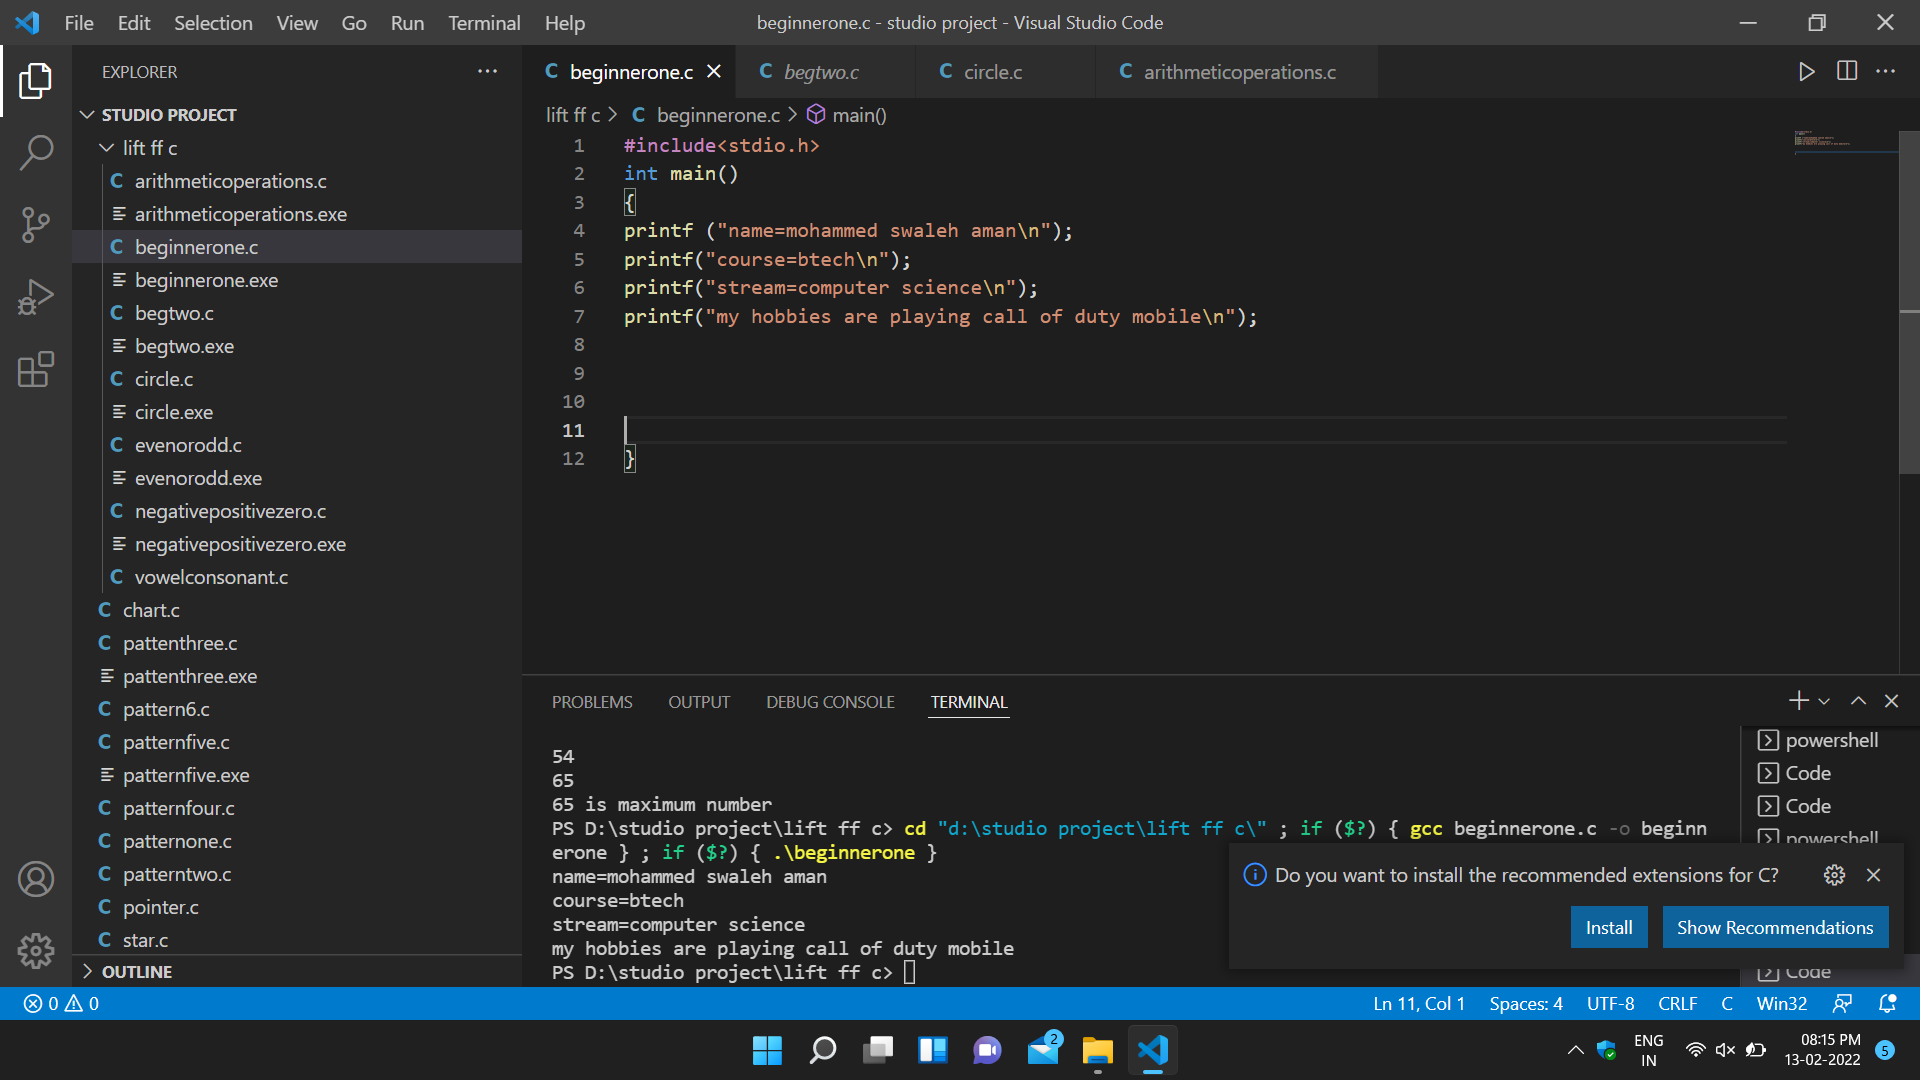 File Edit Selection View Go Run Terminal Help
beginnerone.c - studio project - Visual Studio Code
EXPLORER
STUDIO PROJECT
lift ff c
arithmeticoperations.c
arithmeticoperations.exe
beginnerone.c
beginnerone.exe
begtwo.c
begtwo.exe
circle.c
circle.exe
evenorodd.c
evenorodd.exe
negativepositivezero.c
negativepositivezero.exe
vowelconsonant.c
chart.c
pattenthree.c
pattenthree.exe
pattern6.c
patternfive.c
patternfive.exe
patternfour.c
patternone.c
patterntwo.c
pointer.c
star.c
OUTLINE
beginnerone.c begtwo.c circle.c arithmeticoperations.c
lift ff c > C beginnerone.c > main()
1 #include<stdio.h>
2 int main()
3 {
4 printf ("name=mohammed swaleh aman\n");
5 printf("course=btech\n");
6 printf("stream=computer science\n");
7 printf("my hobbies are playing call of duty mobile\n");
8
9
10
11
12 }
PROBLEMS OUTPUT DEBUG CONSOLE TERMINAL
54
65
65 is maximum number
PS D:\studio project\lift ff c> cd "d:\studio project\lift ff c\" ; if ($?) { gcc beginnerone.c -o beginn
erone } ; if ($?) { .\beginnerone }
name=mohammed swaleh aman
course=btech
stream=computer science
my hobbies are playing call of duty mobile
PS D:\studio project\lift ff c>
powershell
Code
Code
powershell
Do you want to install the recommended extensions for C?
Install Show Recommendations
Code
0 0
Ln 11, Col 1 Spaces: 4 UTF-8 CRLF C Win32
2
ENG
IN
08:15 PM
13-02-2022
5